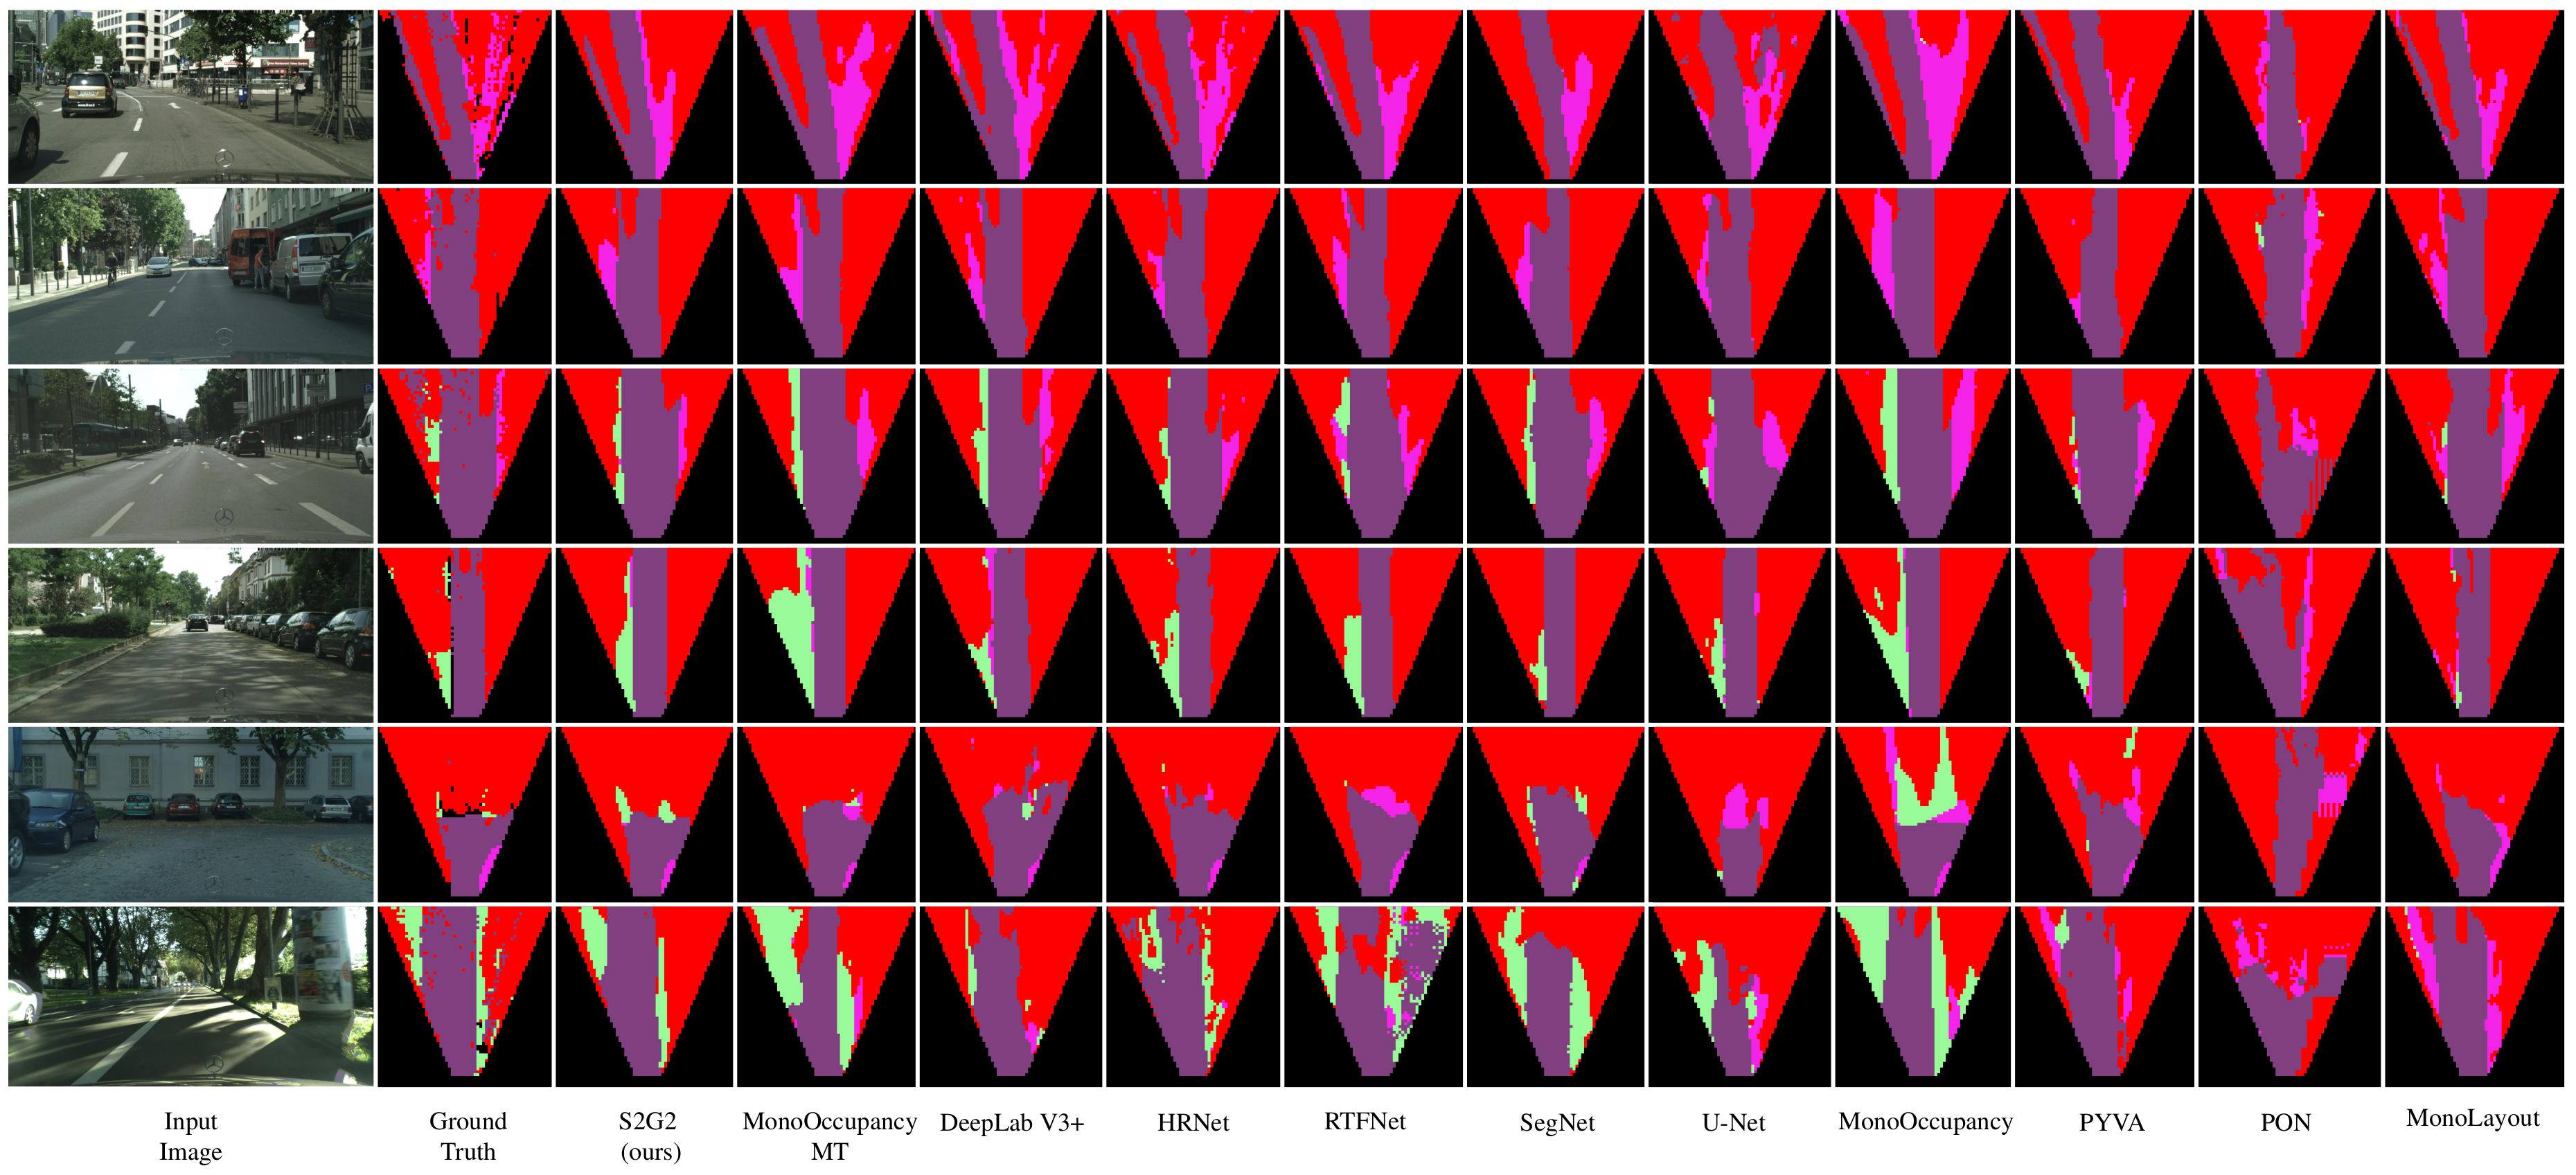 Input
Image
Ground
Truth
S2G2
(ours)
MonoOccupancy
MT
DeepLab V3+
HRNet
RTFNet
SegNet
U-Net
MonoOccupancy
PYVA
PON
MonoLayout